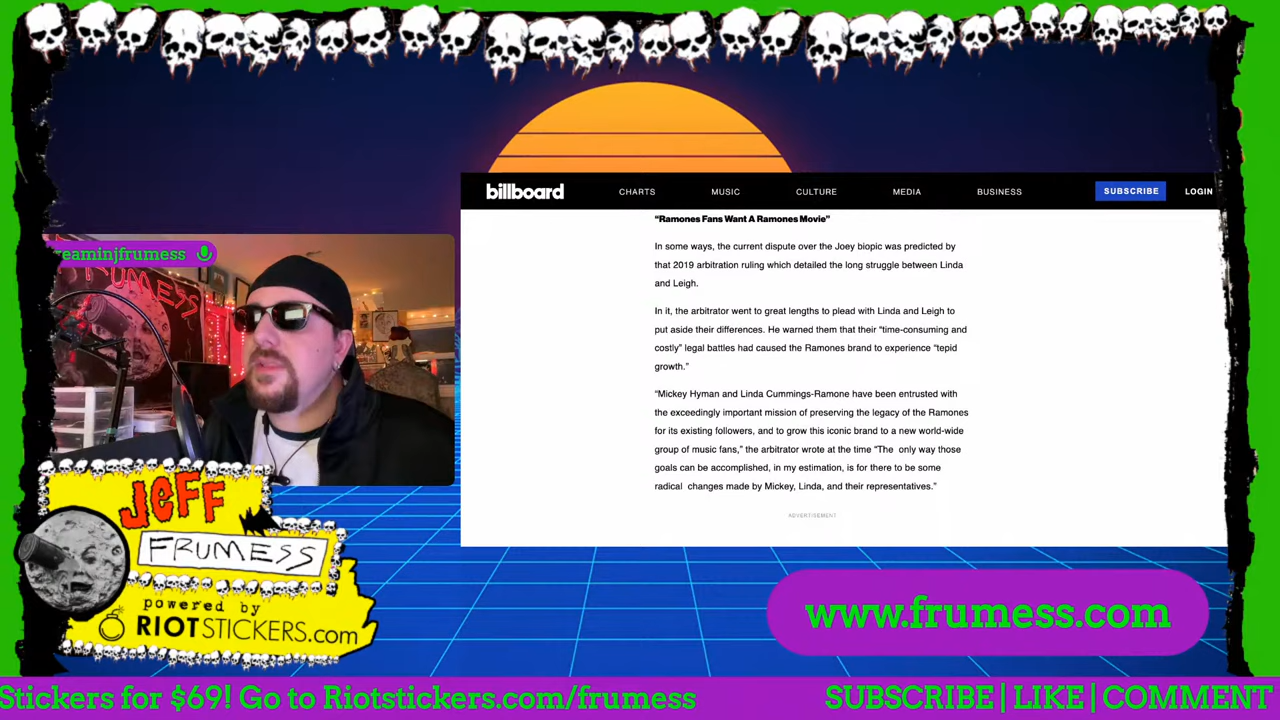 billboard
CHARTS
MUSIC
CULTURE
MEDIA
BUSINESS
SUBSCRIBE
LOGIN
“Ramones Fans Want A Ramones Movie”
In some ways, the current dispute over the Joey biopic was predicted by
that 2019 arbitration ruling which detailed the long struggle between Linda
and Leigh.
In it, the arbitrator went to great lengths to plead with Linda and Leigh to
put aside their differences. He warned them that their “time-consuming and
costly” legal battles had caused the Ramones brand to experience “tepid
growth.”
“Mickey Hyman and Linda Cummings-Ramone have been entrusted with
the exceedingly important mission of preserving the legacy of the Ramones
for its existing followers, and to grow this iconic brand to a new world-wide
group of music fans,” the arbitrator wrote at the time “The only way those
goals can be accomplished, in my estimation, is for there to be some
radical changes made by Mickey, Linda, and their representatives.”
ADVERTISEMENT
eaminjfrumess
FRUMESS
JEFF
FRUMESS
powered by
RIOTSTICKERS.com
www.frumess.com
Stickers for $69! Go to Riotstickers.com/frumess
SUBSCRIBE | LIKE | COMMENT